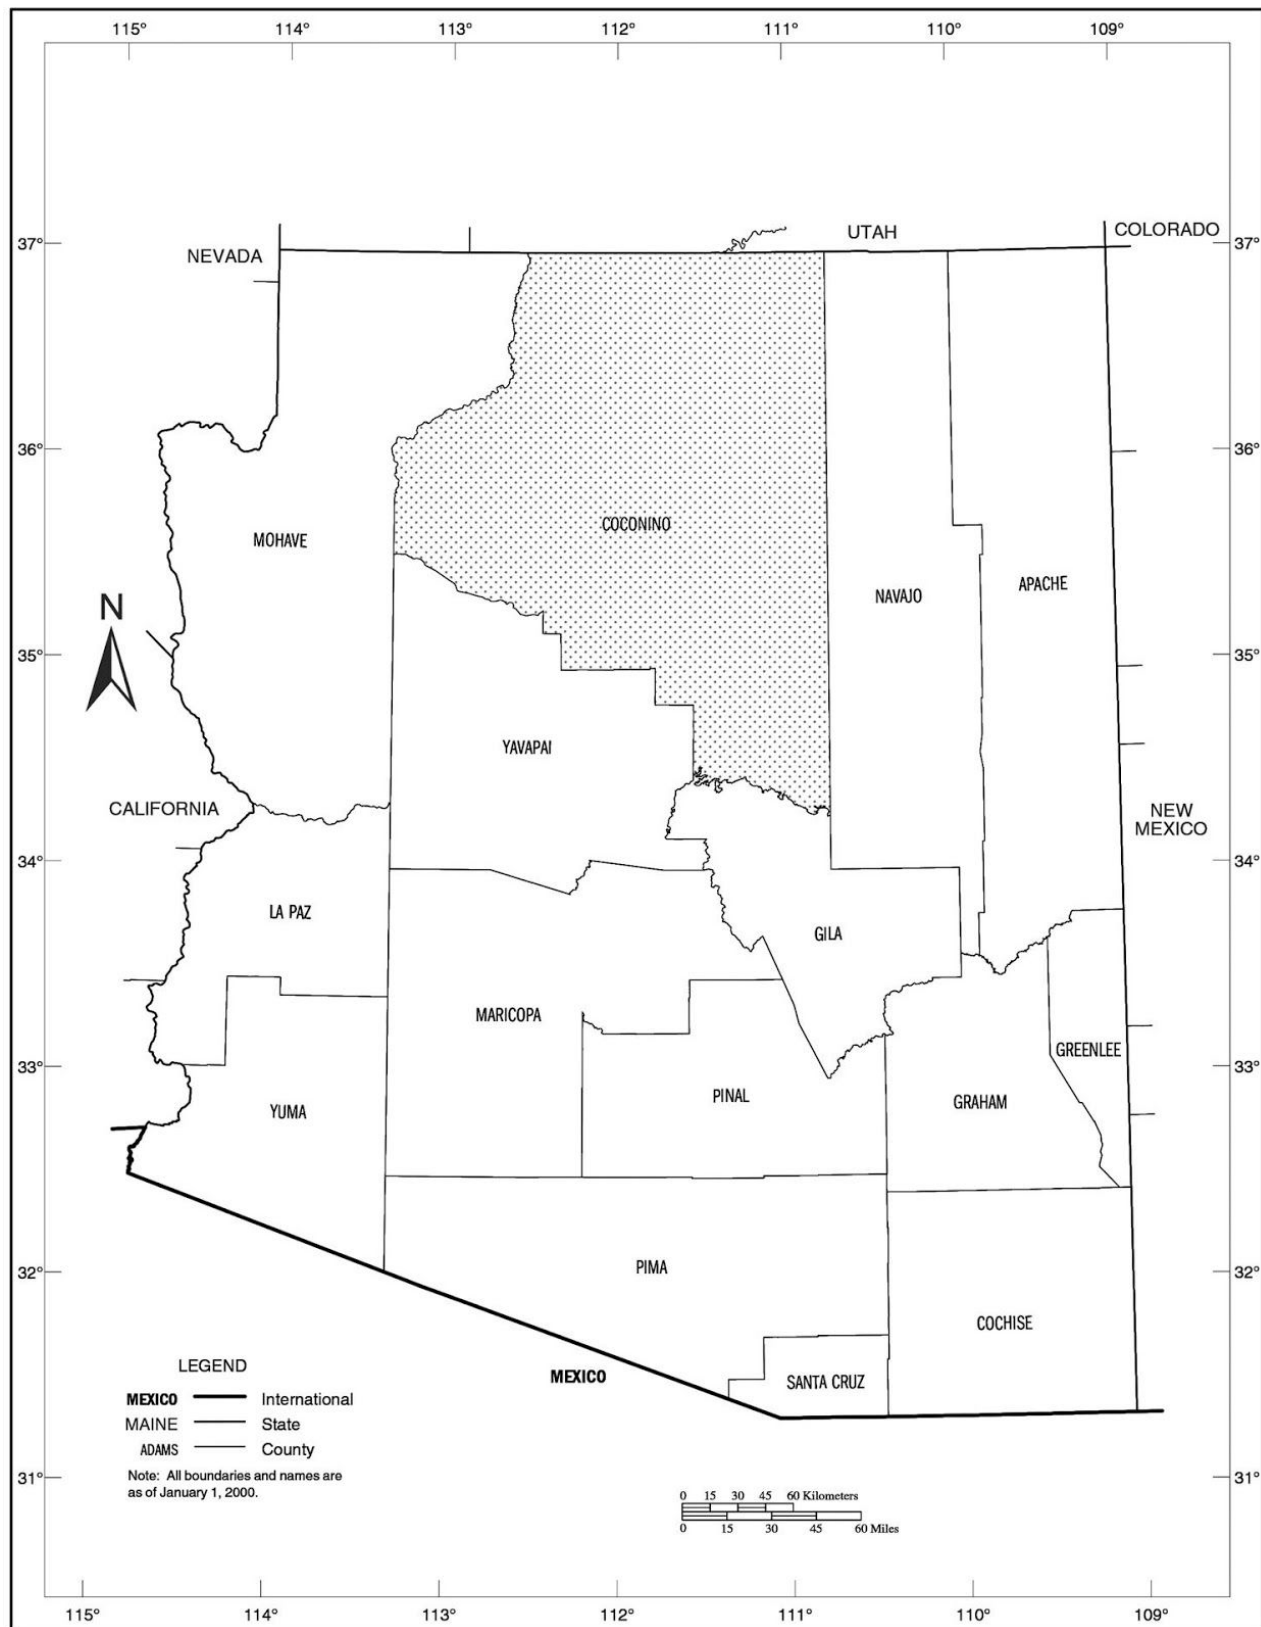 115° 114° 113° 112° 111° 110° 109°
37° NEVADA UTAH COLORADO 37°
36° 36°
COCONINO
MOHAVE
APACHE
NAVAJO
N
35° 35°
YAVAPAI
CALIFORNIA
NEW
MEXICO
34° 34°
LA PAZ
GILA
MARICOPA
33° 33°
GREENLEE
PINAL
GRAHAM
YUMA
32° 32°
PIMA
COCHISE
MEXICO
SANTA CRUZ
LEGEND
MEXICO International
MAINE State
ADAMS County
Note: All boundaries and names are
as of January 1, 2000.
31° 31°
0 15 30 45 60 Kilometers
0 15 30 45 60 Miles
115° 114° 113° 112° 111° 110° 109°